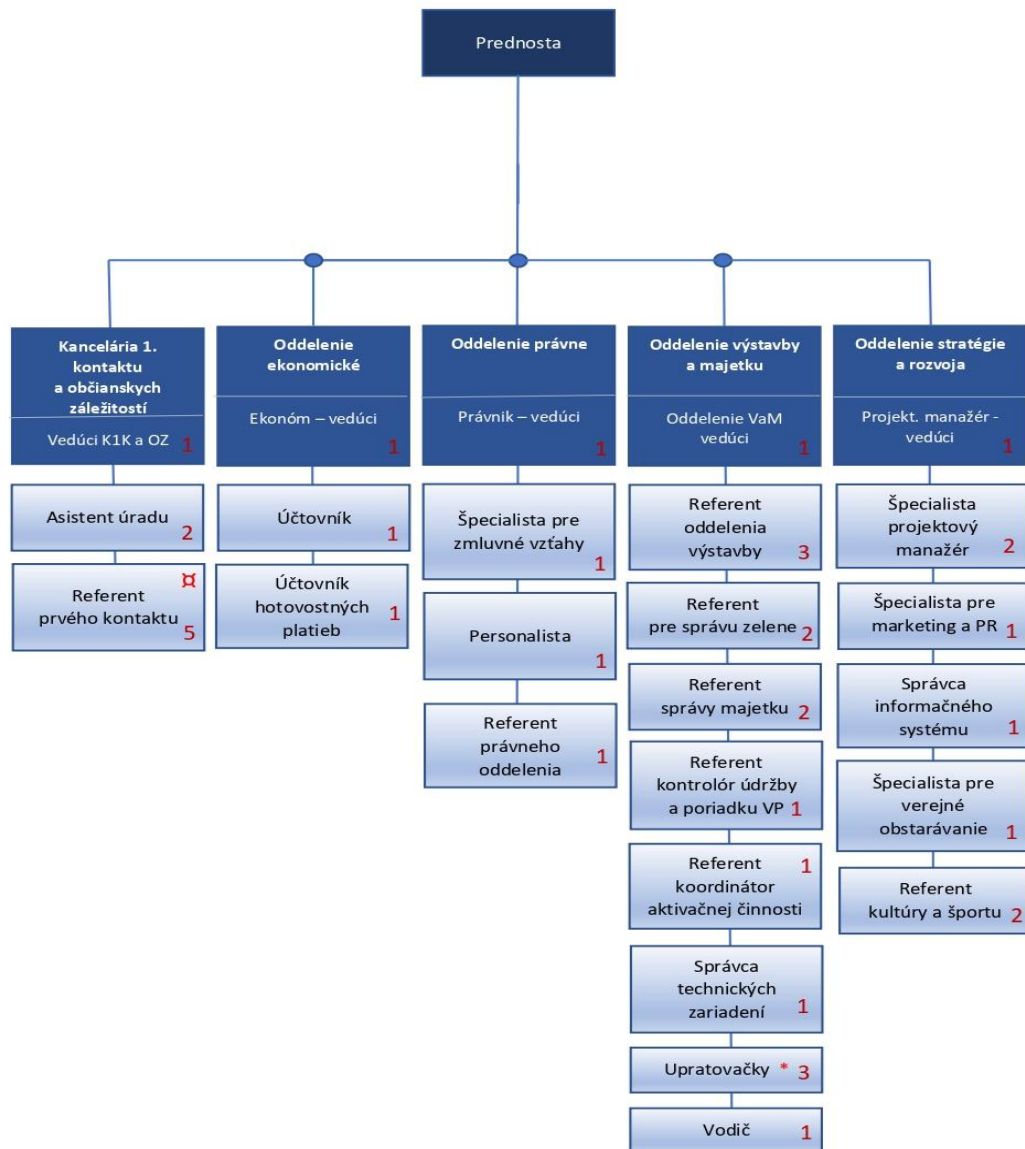 Prednosta
Kancelária 1.
kontaktu
a občianskych
záležitostí
Vedúci K1K a OZ 1
Asistent úradu 2
¤
Referent
prvého kontaktu 5
Oddelenie
ekonomické
Ekonóm – vedúci 1
Účtovník 1
Účtovník
hotovostných 1
platieb
Oddelenie právne
Právnik – vedúci 1
Špecialista pre
zmluvné vzťahy 1
Personalista 1
Referent
právneho 1
oddelenia
Oddelenie výstavby
a majetku
Oddelenie VaM
vedúci 1
Referent
oddelenia
výstavby 3
Referent
pre správu zelene 2
Referent
správy majetku 2
Referent
kontrolór údržby
a poriadku VP 1
Referent 1
koordinátor
aktivačnej činnosti
Správca
technických
zariadení 1
Upratovačky * 3
Vodič 1
Oddelenie stratégie
a rozvoja
Projekt. manažér -
vedúci 1
Špecialista
projektový
manažér 2
Špecialista pre
marketing a PR 1
Správca
informačného
systému 1
Špecialista pre
verejné
obstarávanie 1
Referent
kultúry a športu 2